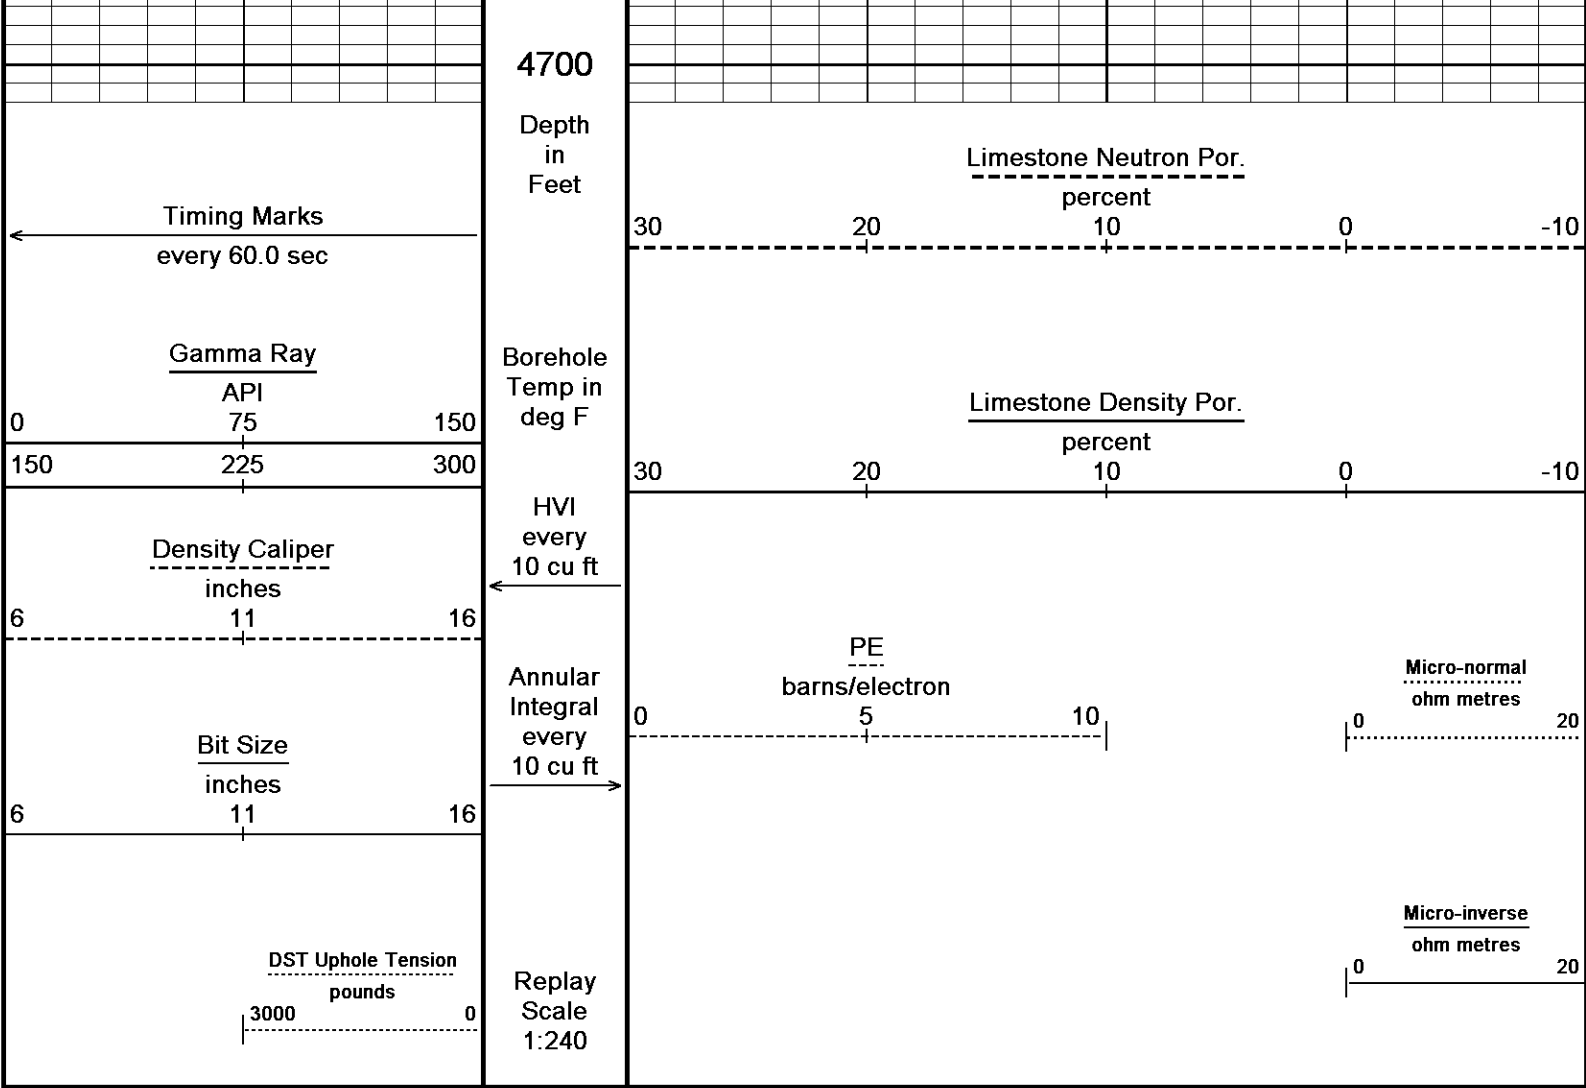 4700
Depth
in
Feet
Timing Marks
every 60.0 sec
Gamma Ray
API
0 75 150
150 225 300
Density Caliper
inches
6 11 16
Bit Size
inches
6 11 16
DST Uphole Tension
pounds
3000 0
Borehole
Temp in
deg F
HVI
every
10 cu ft
Annular
Integral
every
10 cu ft
Replay
Scale
1:240
Limestone Neutron Por.
percent
30 20 10 0 -10
Limestone Density Por.
percent
30 20 10 0 -10
PE
barns/electron
0 5 10
Micro-normal
ohm metres
0 20
Micro-inverse
ohm metres
0 20